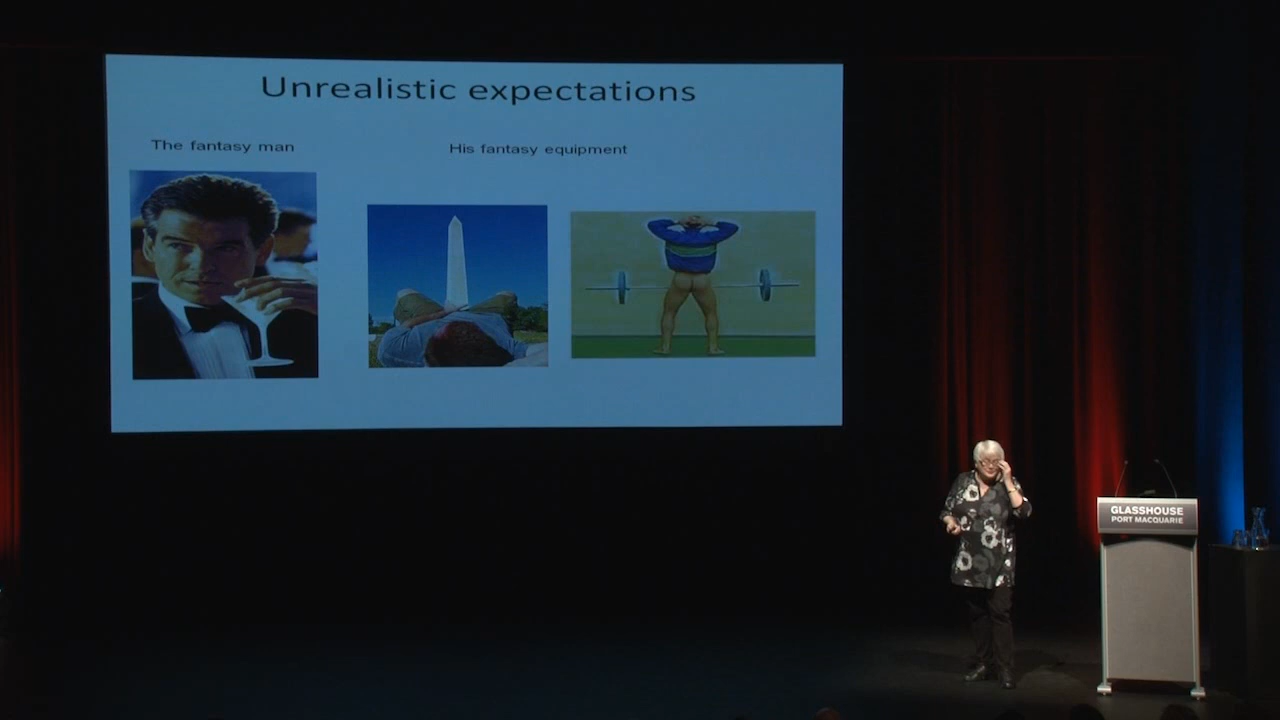 Unrealistic expectations
The fantasy man
His fantasy equipment
GLASSHOUSE
PORT MACQUARIE